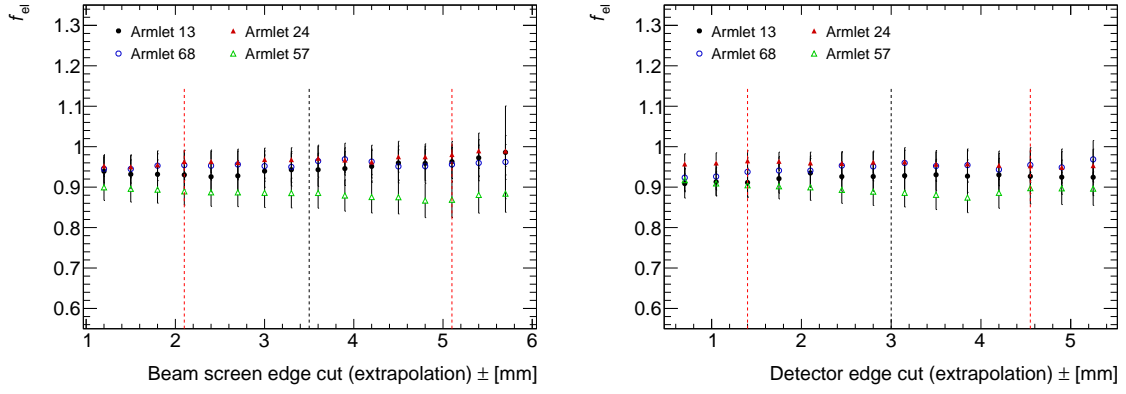 f_el
1.3
1.2
1.1
1
0.9
0.8
0.7
0.6
Armlet 13
Armlet 24
Armlet 68
Armlet 57
1 2 3 4 5 6
Beam screen edge cut (extrapolation) ± [mm]
f_el
1.3
1.2
1.1
1
0.9
0.8
0.7
0.6
Armlet 13
Armlet 24
Armlet 68
Armlet 57
1 2 3 4 5
Detector edge cut (extrapolation) ± [mm]